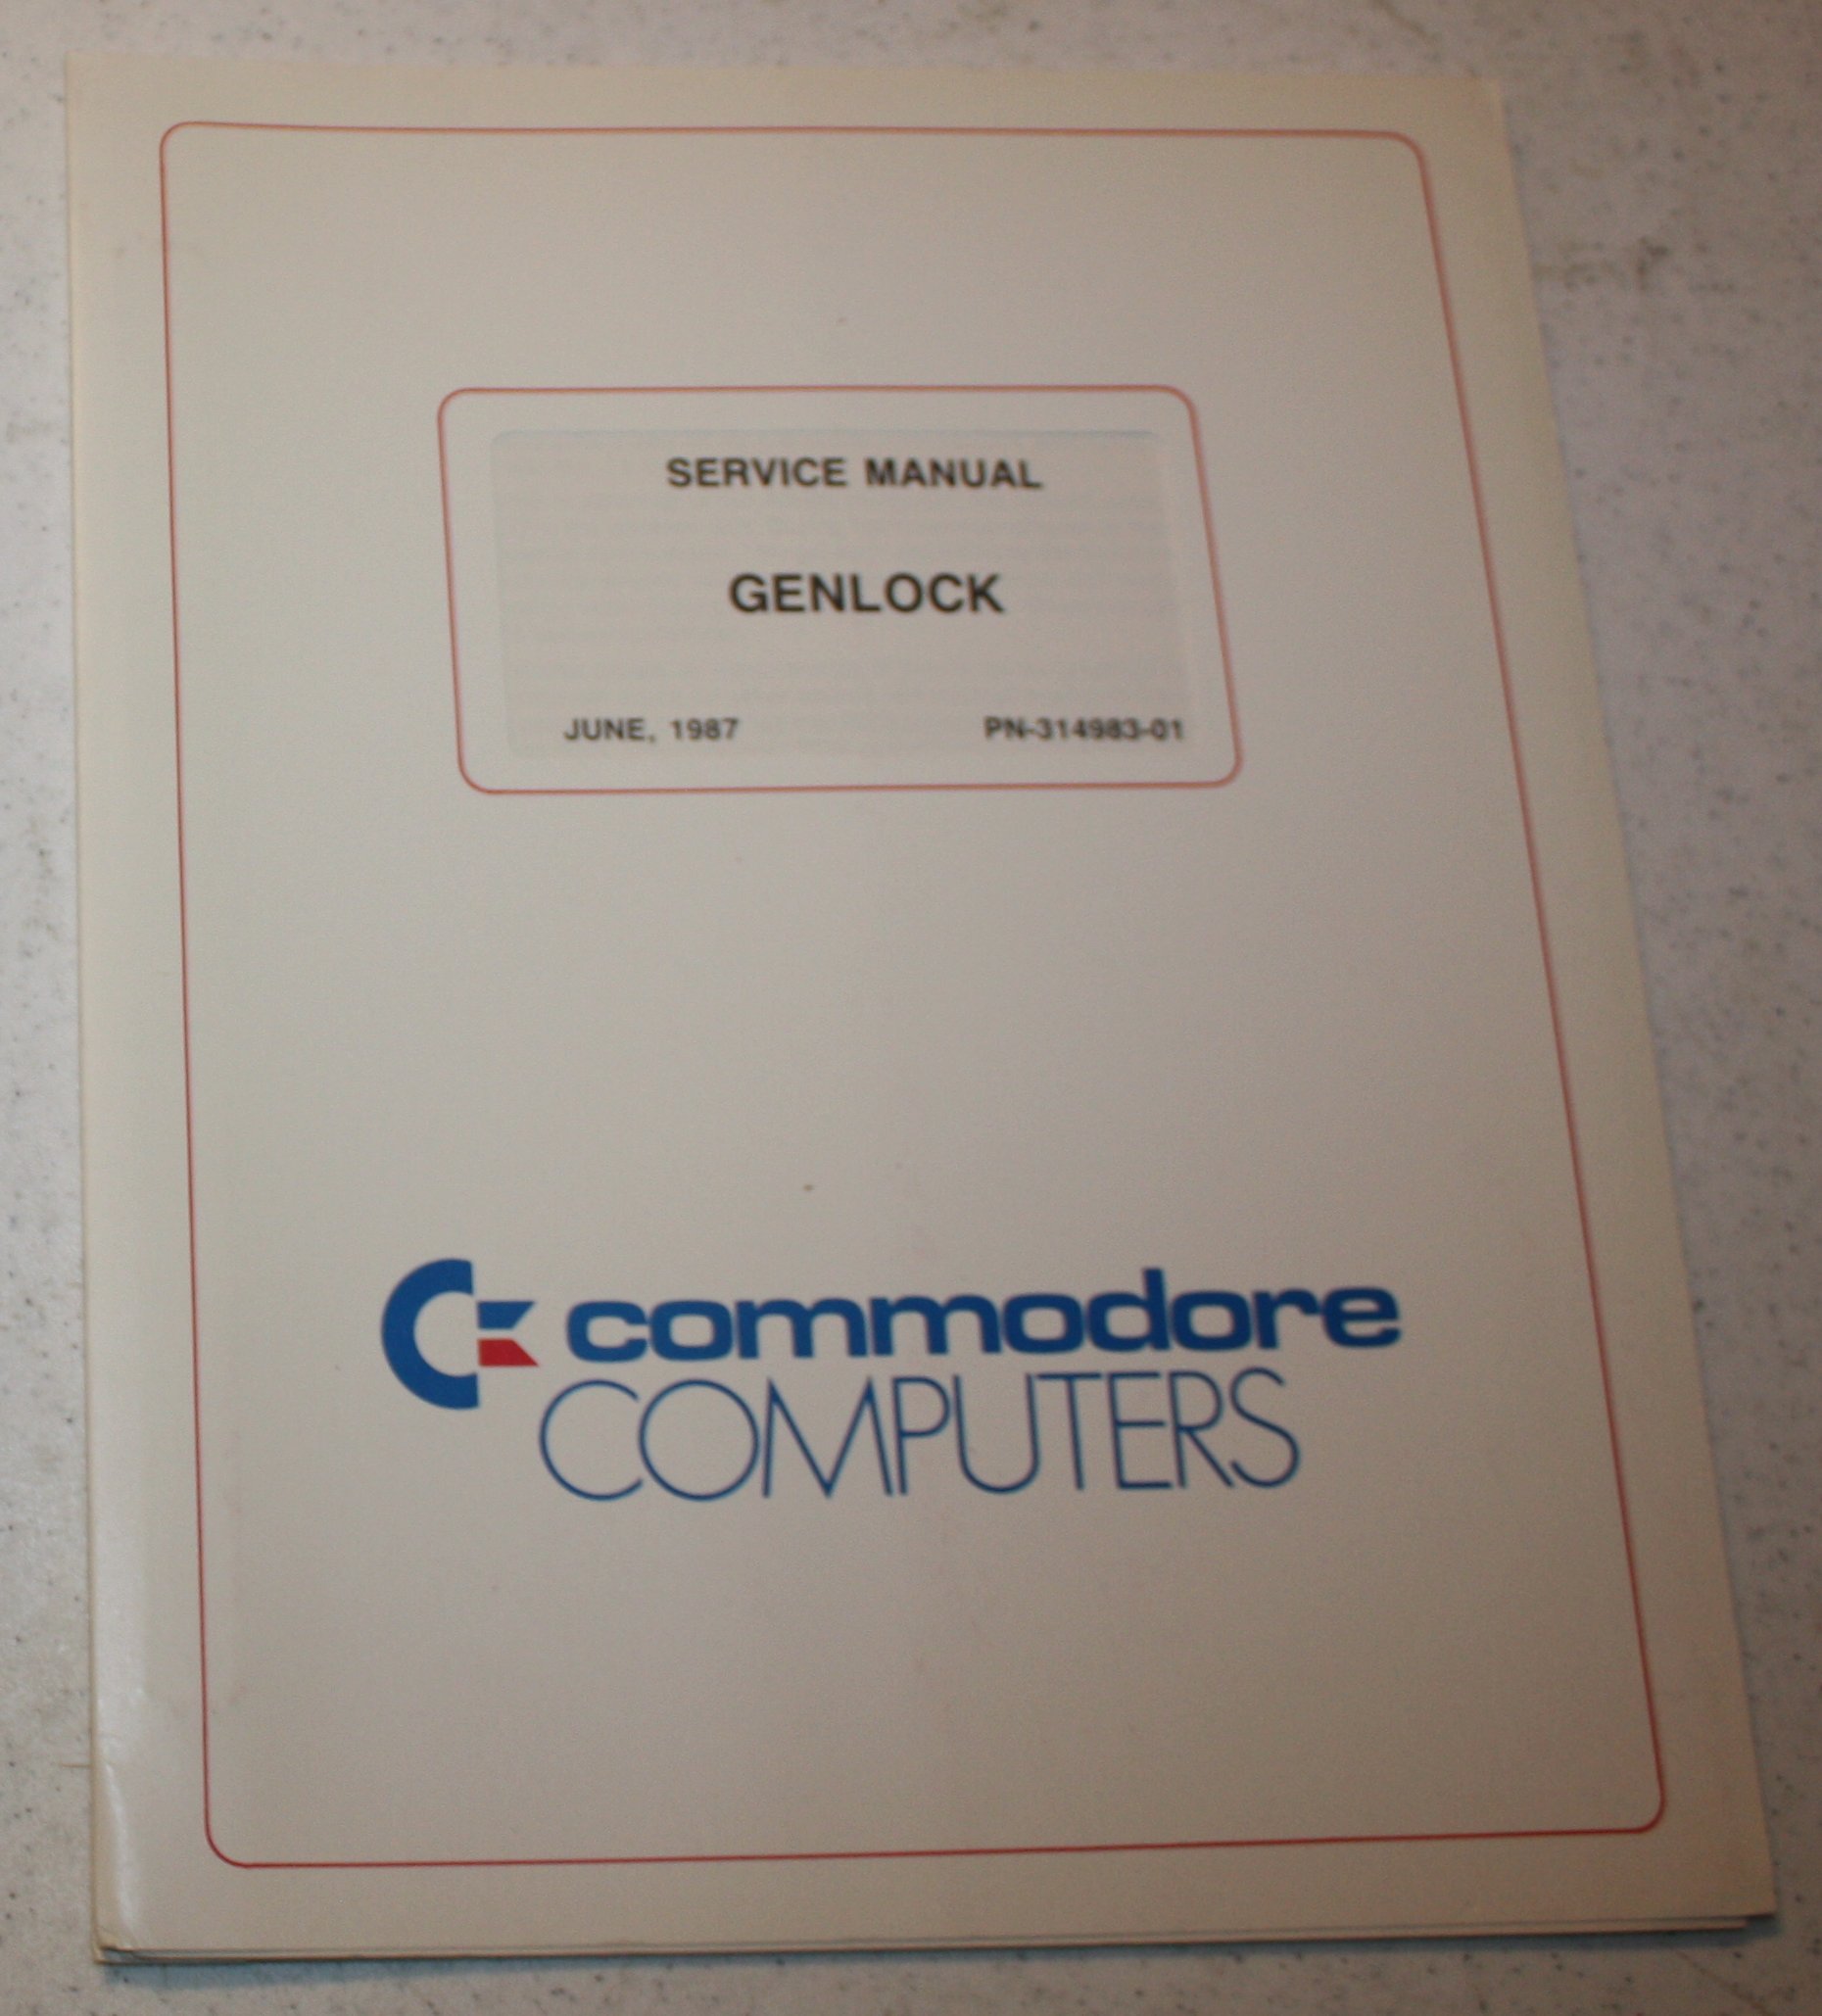 SERVICE MANUAL
GENLOCK
JUNE, 1987 PN-314983-01
commodore
COMPUTERS